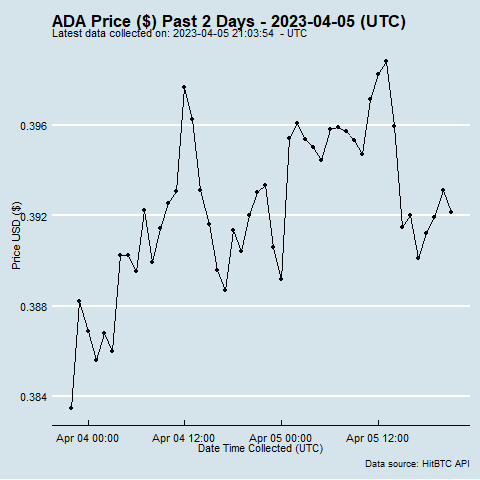 ADA Price ($) Past 2 Days - 2023-04-05 (UTC)
Latest data collected on: 2023-04-05 21:03:54 - UTC
0.396
0.392
0.388
0.384
Price USD ($)
Apr 04 00:00
Apr 04 12:00
Apr 05 00:00
Apr 05 12:00
Date Time Collected (UTC)
Data source: HitBTC API